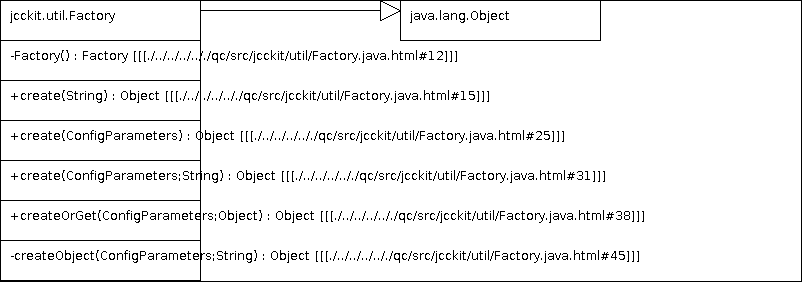 jcckit.util.Factory
java.lang.Object
-Factory() : Factory [[[./../../../../../qc/src/jcckit/util/Factory.java.html#12]]]
+create(String) : Object [[[./../../../../../qc/src/jcckit/util/Factory.java.html#15]]]
+create(ConfigParameters) : Object [[[./../../../../../qc/src/jcckit/util/Factory.java.html#25]]]
+create(ConfigParameters;String) : Object [[[./../../../../../qc/src/jcckit/util/Factory.java.html#31]]]
+createOrGet(ConfigParameters;Object) : Object [[[./../../../../../qc/src/jcckit/util/Factory.java.html#38]]]
-createObject(ConfigParameters;String) : Object [[[./../../../../../qc/src/jcckit/util/Factory.java.html#45]]]